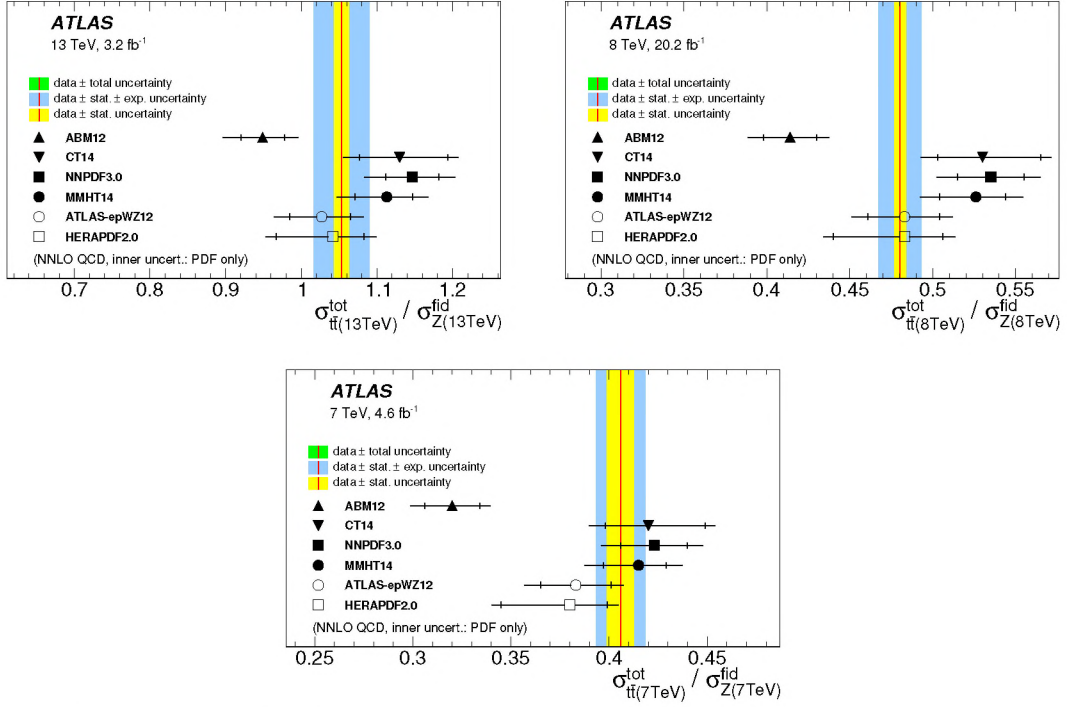 ATLAS
13 TeV, 3.2 fb⁻¹
data ± total uncertainty
data ± stat. ± exp. uncertainty
data ± stat. uncertainty
ABM12
CT14
NNPDF3.0
MMHT14
ATLAS-epWZ12
HERAPDF2.0
(NNLO QCD, inner uncert.: PDF only)
0.7 0.8 0.9 1 1.1 1.2
σ^tot_tt̄(13TeV) / σ^fid_Z(13TeV)
ATLAS
8 TeV, 20.2 fb⁻¹
data ± total uncertainty
data ± stat. ± exp. uncertainty
data ± stat. uncertainty
ABM12
CT14
NNPDF3.0
MMHT14
ATLAS-epWZ12
HERAPDF2.0
(NNLO QCD, inner uncert.: PDF only)
0.3 0.35 0.4 0.45 0.5 0.55
σ^tot_tt̄(8TeV) / σ^fid_Z(8TeV)
ATLAS
7 TeV, 4.6 fb⁻¹
data ± total uncertainty
data ± stat. ± exp. uncertainty
data ± stat. uncertainty
ABM12
CT14
NNPDF3.0
MMHT14
ATLAS-epWZ12
HERAPDF2.0
(NNLO QCD, inner uncert.: PDF only)
0.25 0.3 0.35 0.4 0.45
σ^tot_tt̄(7TeV) / σ^fid_Z(7TeV)